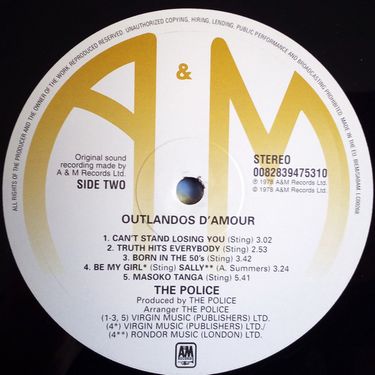 ALL RIGHTS OF THE PRODUCER AND THE OWNER OF THE WORK REPRODUCED RESERVED. UNAUTHORIZED COPYING, HIRING, LENDING, PUBLIC PERFORMANCE AND BROADCASTING PROHIBITED. MADE IN THE EU. BIEM/SABAM. LC00068
A & M
Original sound
recording made by
A & M Records Ltd.
SIDE TWO
STEREO
0082839475310
℗ 1978 A&M Records Ltd.
© 1978 A&M Records Ltd.
OUTLANDOS D'AMOUR
1. CAN'T STAND LOSING YOU (Sting) 3.02
2. TRUTH HITS EVERYBODY (Sting) 2.53
3. BORN IN THE 50's (Sting) 3.42
4. BE MY GIRL* (Sting) SALLY** (A. Summers) 3.24
5. MASOKO TANGA (Sting) 5.41
THE POLICE
Produced by THE POLICE
Arranger THE POLICE
(1-3, 5) VIRGIN MUSIC (PUBLISHERS) LTD.
(4*) VIRGIN MUSIC (PUBLISHERS) LTD./
(4**) RONDOR MUSIC (LONDON) LTD.
A&M